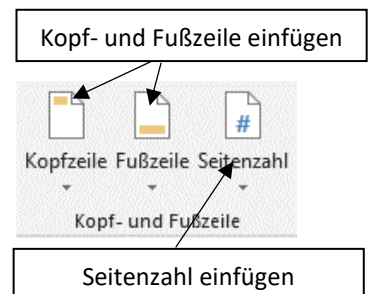 Kopf- und Fußzeile einfügen
#
Kopfzeile Fußzeile Seitenzahl
Kopf- und Fußzeile
Seitenzahl einfügen